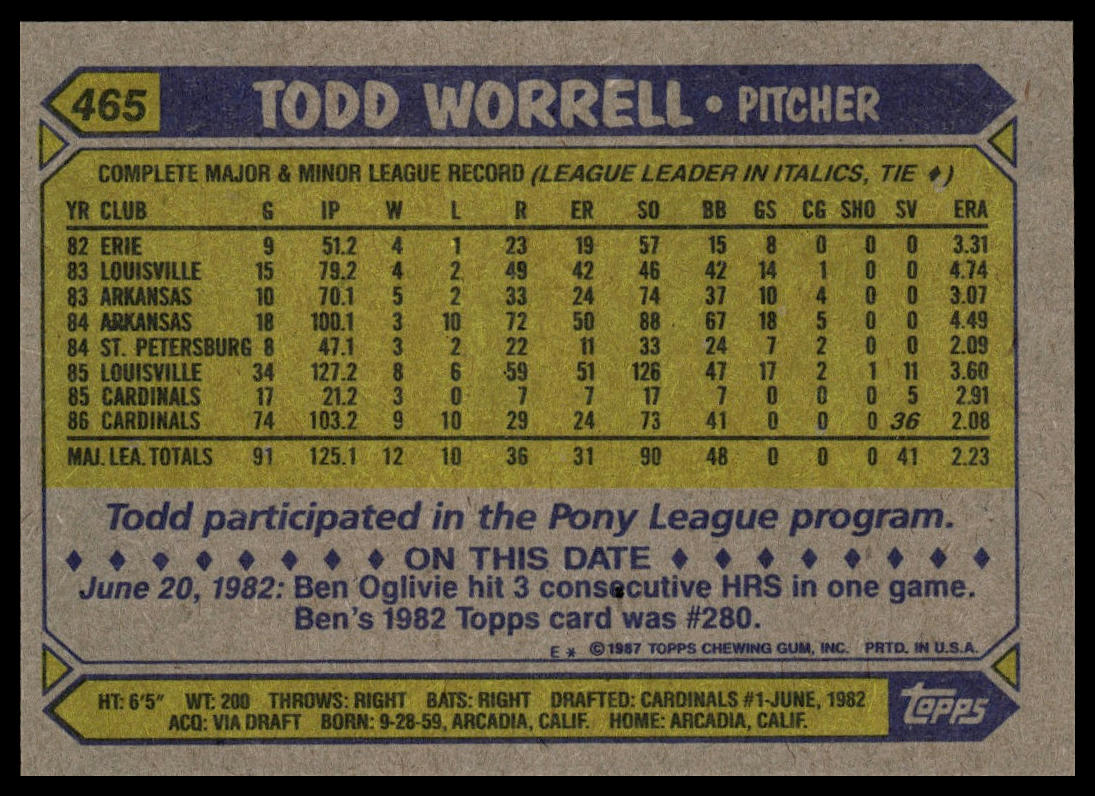 465 TODD WORRELL • PITCHER
COMPLETE MAJOR & MINOR LEAGUE RECORD (LEAGUE LEADER IN ITALICS, TIE ♦)
YR CLUB G IP W L R ER SO BB GS CG SHO SV ERA
82 ERIE 9 51.2 4 1 23 19 57 15 8 0 0 0 3.31
83 LOUISVILLE 15 79.2 4 2 49 42 46 42 14 1 0 0 4.74
83 ARKANSAS 10 70.1 5 2 33 24 74 37 10 4 0 0 3.07
84 ARKANSAS 18 100.1 3 10 72 50 88 67 18 5 0 0 4.49
84 ST. PETERSBURG 8 47.1 3 2 22 11 33 24 7 2 0 0 2.09
85 LOUISVILLE 34 127.2 8 6 59 51 126 47 17 2 1 11 3.60
85 CARDINALS 17 21.2 3 0 7 7 17 7 0 0 0 5 2.91
86 CARDINALS 74 103.2 9 10 29 24 73 41 0 0 0 36 2.08
MAJ. LEA. TOTALS 91 125.1 12 10 36 31 90 48 0 0 0 41 2.23
Todd participated in the Pony League program.
♦ ♦ ♦ ♦ ♦ ♦ ♦ ♦ ON THIS DATE ♦ ♦ ♦ ♦ ♦ ♦ ♦ ♦
June 20, 1982: Ben Oglivie hit 3 consecutive HRS in one game.
Ben's 1982 Topps card was #280.
E * © 1987 TOPPS CHEWING GUM, INC. PRTD. IN U.S.A.
HT: 6'5" WT: 200 THROWS: RIGHT BATS: RIGHT DRAFTED: CARDINALS #1-JUNE, 1982
ACQ: VIA DRAFT BORN: 9-28-59, ARCADIA, CALIF. HOME: ARCADIA, CALIF.
Topps